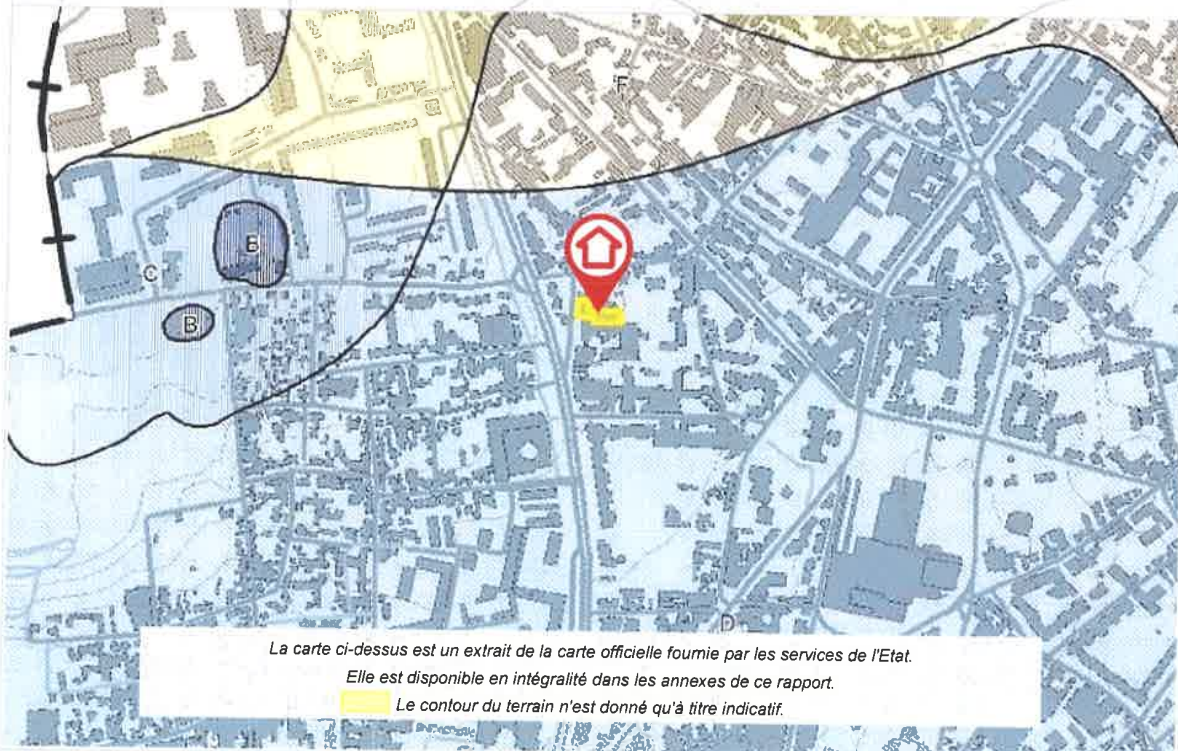 F
B
C
B
D
La carte ci-dessus est un extrait de la carte officielle fournie par les services de l'Etat.
Elle est disponible en intégralité dans les annexes de ce rapport.
Le contour du terrain n'est donné qu'à titre indicatif.